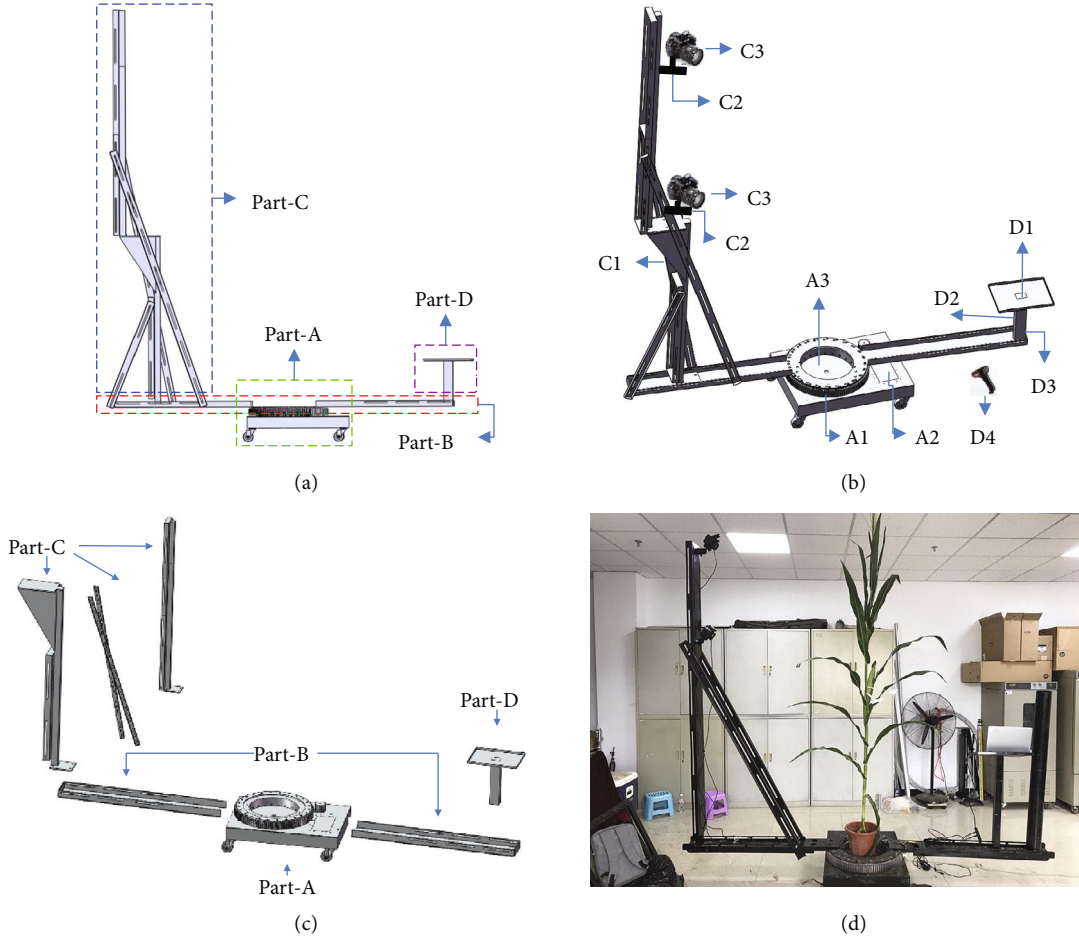 Part-C
Part-D
Part-A
Part-B
(a)
C3
C2
C3
C2
C1
D1
A3
D2
D3
A1
A2
D4
(b)
Part-C
Part-D
Part-B
Part-A
(c)
(d)